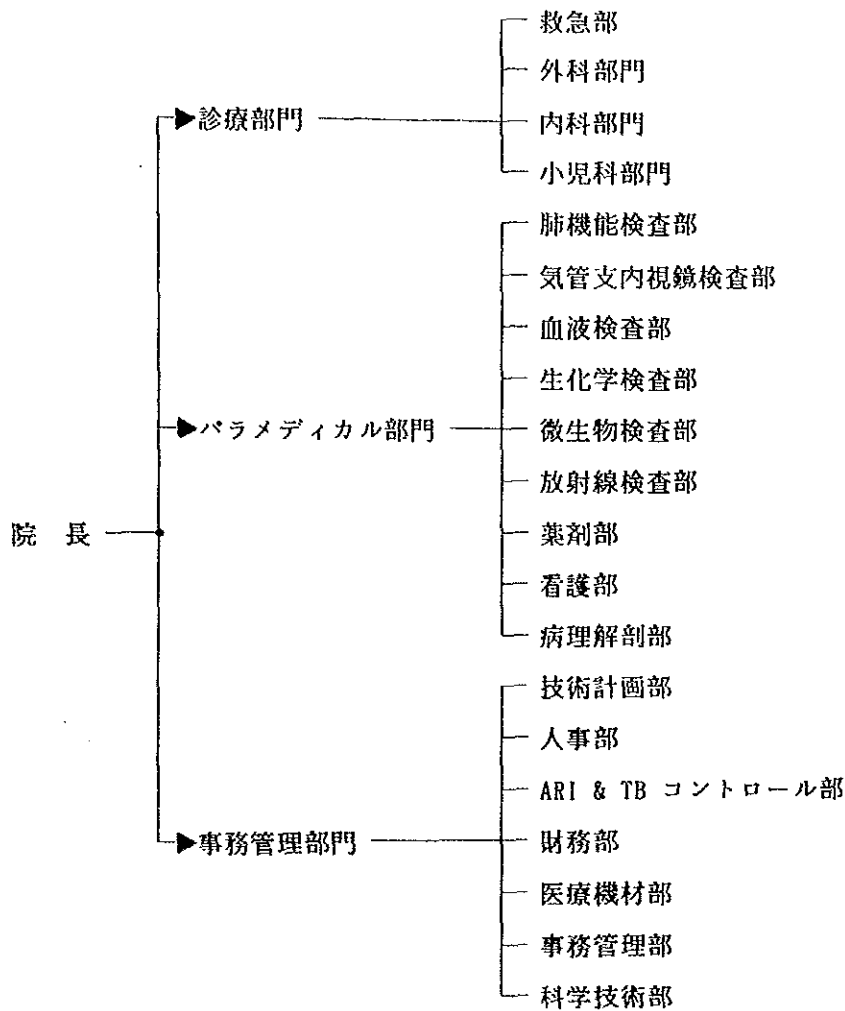 救急部
外科部門
診療部門
内科部門
小児科部門
肺機能検査部
気管支内視鏡検査部
血液検査部
生化学検査部
パラメディカル部門
微生物検査部
放射線検査部
院長
薬剤部
看護部
病理解剖部
技術計画部
人事部
ARI & TB コントロール部
事務管理部門
財務部
医療機材部
事務管理部
科学技術部